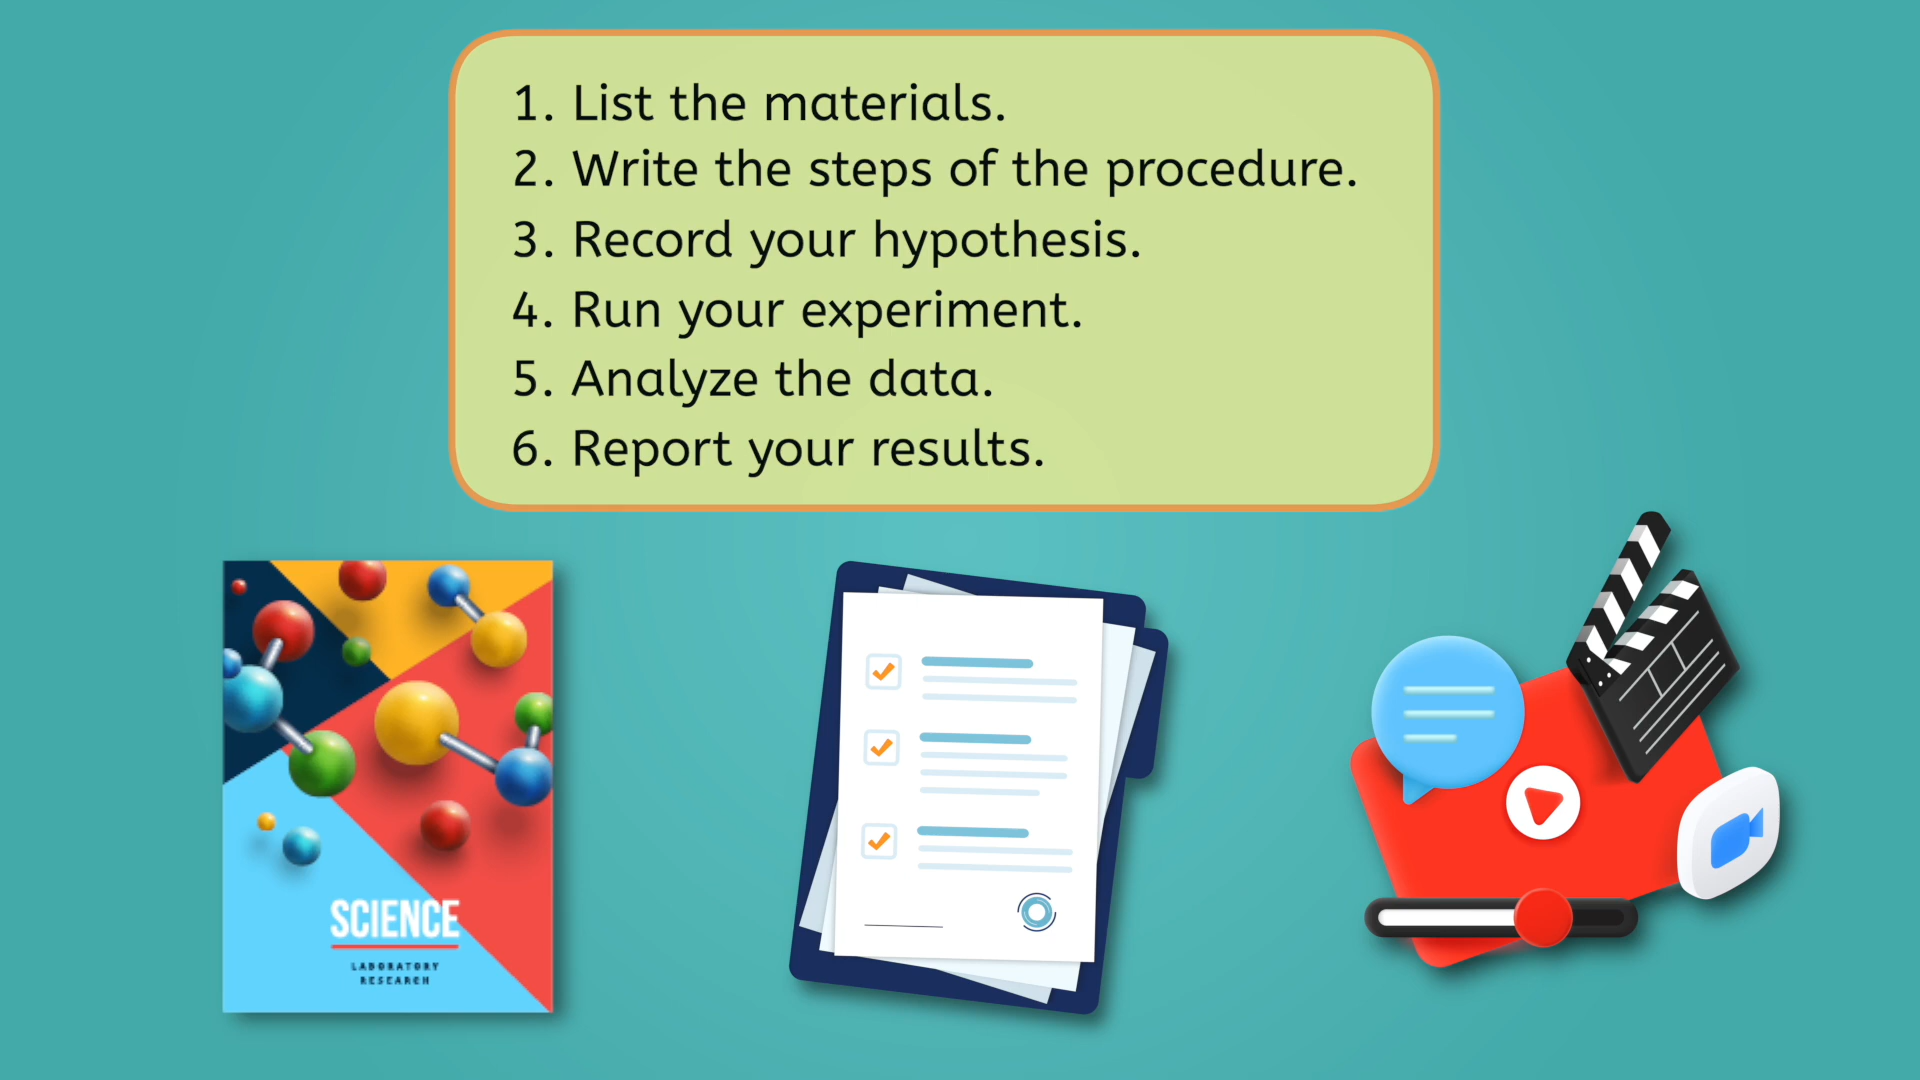 1. List the materials.
2. Write the steps of the procedure.
3. Record your hypothesis.
4. Run your experiment.
5. Analyze the data.
6. Report your results.
SCIENCE
LABORATORY
RESEARCH